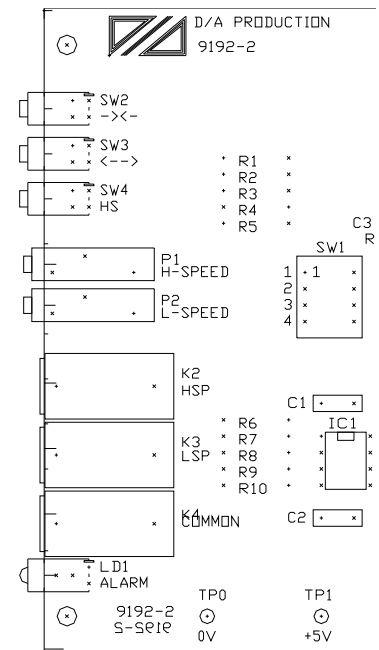 D/A PRODUCTION
9192-2
SW2
-><-
SW3
<-->
SW4
HS
R1
R2
R3
R4
R5
C3
R
SW1
1 1
2
3
4
P1
H-SPEED
P2
L-SPEED
K2
HSP
K3
LSP
K4
COMMON
C1
IC1
R6
R7
R8
R9
R10
C2
LD1
ALARM
9192-2
9192-2
TP0
0V
TP1
+5V